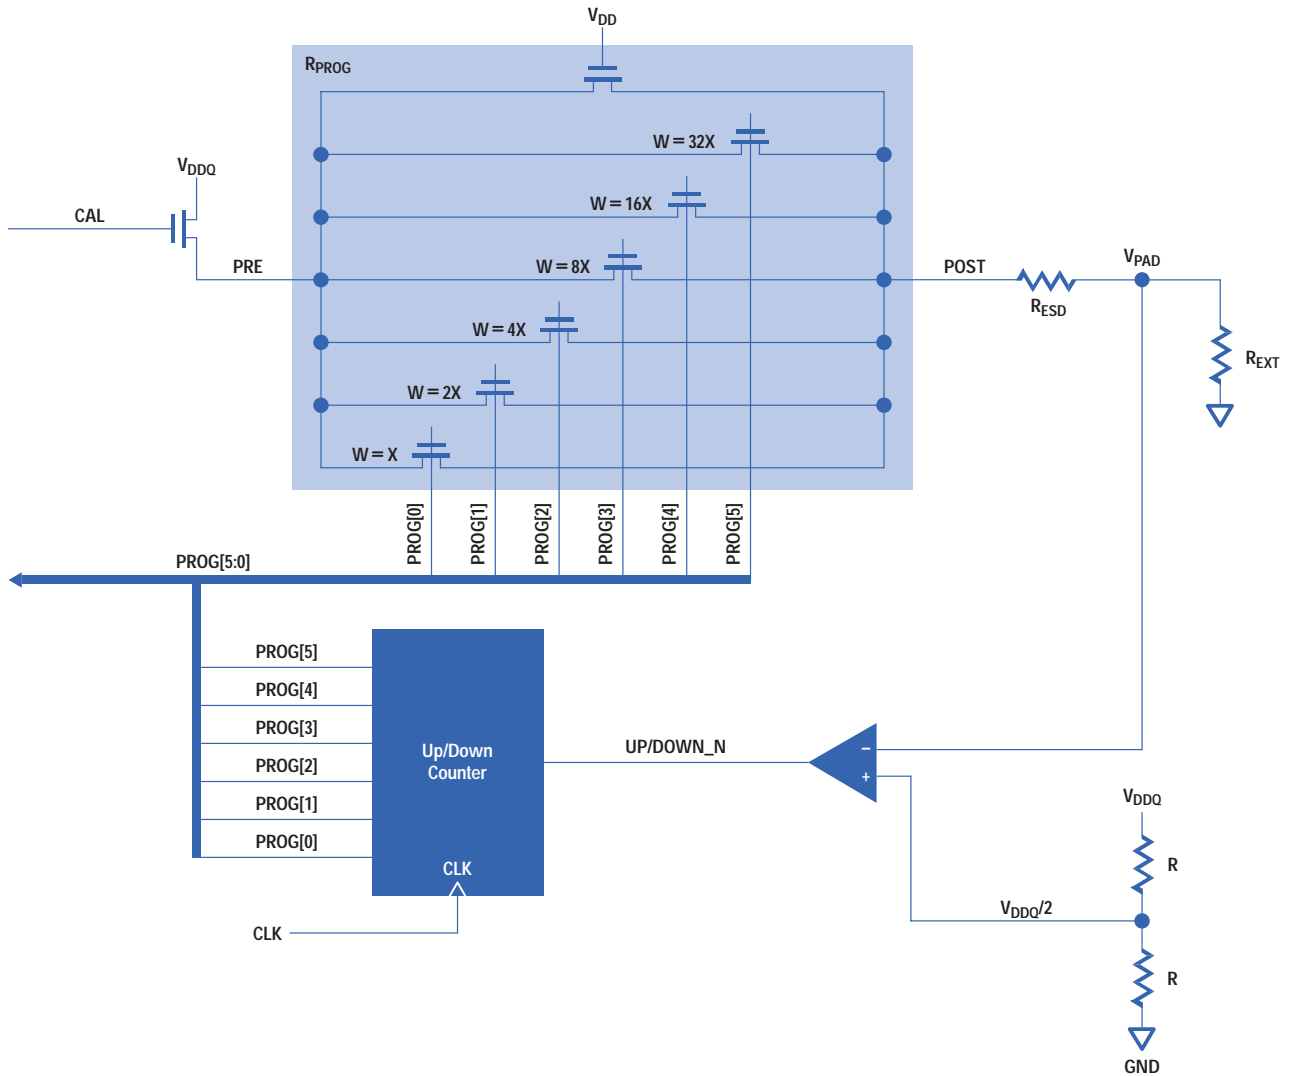 VDD
RPROG
W = 32X
VDDQ
W = 16X
CAL
PRE
W = 8X
POST
VPAD
RESD
W = 4X
REXT
W = 2X
W = X
PROG[0]
PROG[1]
PROG[2]
PROG[3]
PROG[4]
PROG[5]
PROG[5:0]
PROG[5]
PROG[4]
PROG[3]
PROG[2]
PROG[1]
PROG[0]
Up/Down
Counter
CLK
CLK
UP/DOWN_N
–
+
VDDQ
R
VDDQ/2
R
GND